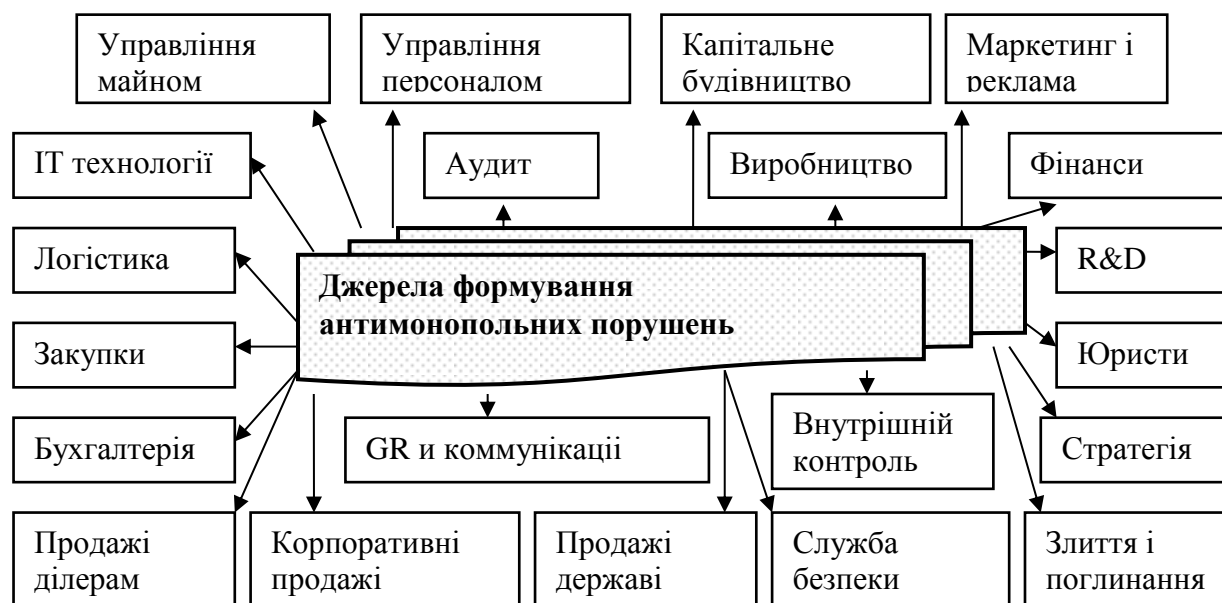 Управління
майном
Управління
персоналом
Капітальне
будівництво
Маркетинг і
реклама
ІТ технології
Аудит
Виробництво
Фінанси
Логістика
R&D
Джерела формування
антимонопольних порушень
Закупки
Юристи
Бухгалтерія
GR и коммунікації
Внутрішній
контроль
Стратегія
Продажі
ділерам
Корпоративні
продажі
Продажі
державі
Служба
безпеки
Злиття і
поглинання